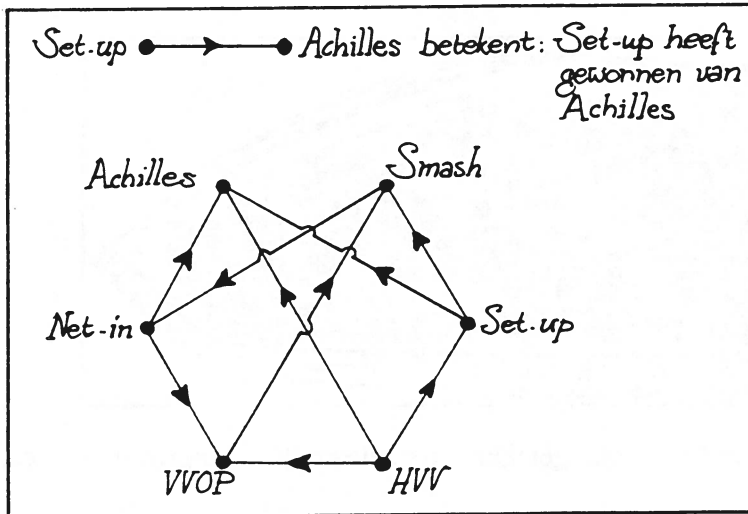 Set-up Achilles betekent: Set-up heeft
gewonnen van
Achilles
Achilles
Smash
Net-in
Set-up
VVOP
HVV